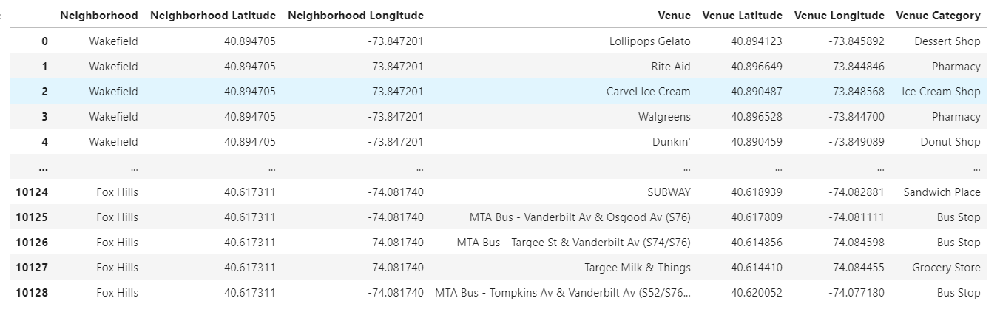 Neighborhood Neighborhood Latitude Neighborhood Longitude Venue Venue Latitude Venue Longitude Venue Category
0 Wakefield 40.894705 -73.847201 Lollipops Gelato 40.894123 -73.845892 Dessert Shop
1 Wakefield 40.894705 -73.847201 Rite Aid 40.896649 -73.844846 Pharmacy
2 Wakefield 40.894705 -73.847201 Carvel Ice Cream 40.890487 -73.848568 Ice Cream Shop
3 Wakefield 40.894705 -73.847201 Walgreens 40.896528 -73.844700 Pharmacy
4 Wakefield 40.894705 -73.847201 Dunkin' 40.890459 -73.849089 Donut Shop
... ... ... ... ... ... ... ...
10124 Fox Hills 40.617311 -74.081740 SUBWAY 40.618939 -74.082881 Sandwich Place
10125 Fox Hills 40.617311 -74.081740 MTA Bus - Vanderbilt Av & Osgood Av (S76) 40.617809 -74.081111 Bus Stop
10126 Fox Hills 40.617311 -74.081740 MTA Bus - Targee St & Vanderbilt Av (S74/S76) 40.614856 -74.084598 Bus Stop
10127 Fox Hills 40.617311 -74.081740 Targee Milk & Things 40.614410 -74.084455 Grocery Store
10128 Fox Hills 40.617311 -74.081740 MTA Bus - Tompkins Av & Vanderbilt Av (S52/S76... 40.620052 -74.077180 Bus Stop